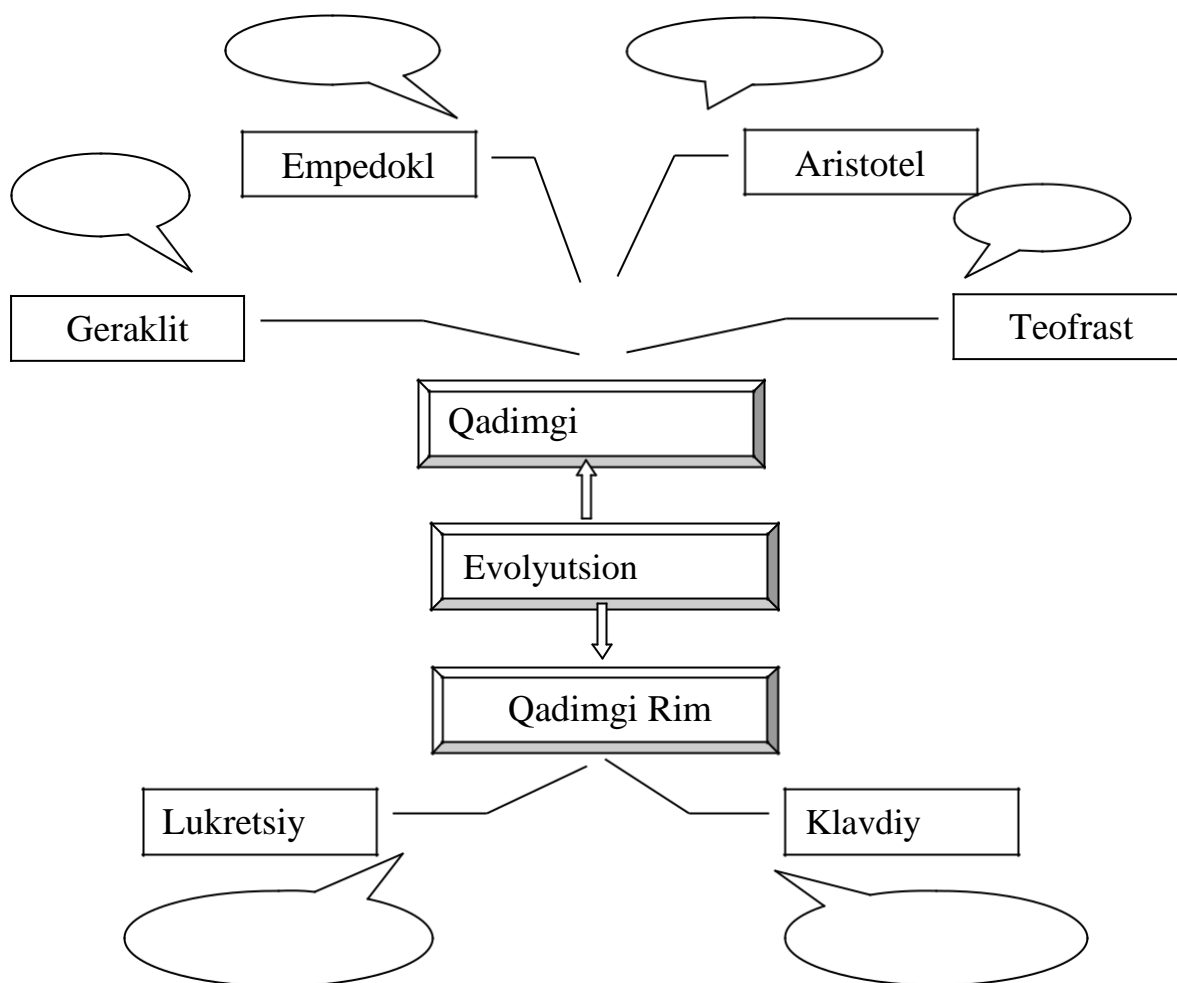 Empedokl
Aristotel
Geraklit
Teofrast
Qadimgi
Evolyutsion
Qadimgi Rim
Lukretsiy
Klavdiy